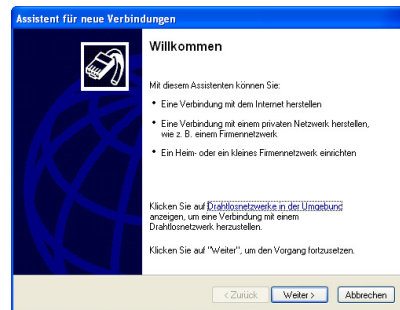 Assistent für neue Verbindungen
Willkommen
Mit diesem Assistenten können Sie:
• Eine Verbindung mit dem Internet herstellen
• Eine Verbindung mit einem privaten Netzwerk herstellen,
wie z. B. einem Firmennetzwerk
• Ein Heim- oder ein kleines Firmennetzwerk einrichten
Klicken Sie auf Drahtlosnetzwerke in der Umgebung
anzeigen, um eine Verbindung mit einem
Drahtlosnetzwerk herzustellen.
Klicken Sie auf "Weiter", um den Vorgang fortzusetzen.
< Zurück Weiter > Abbrechen